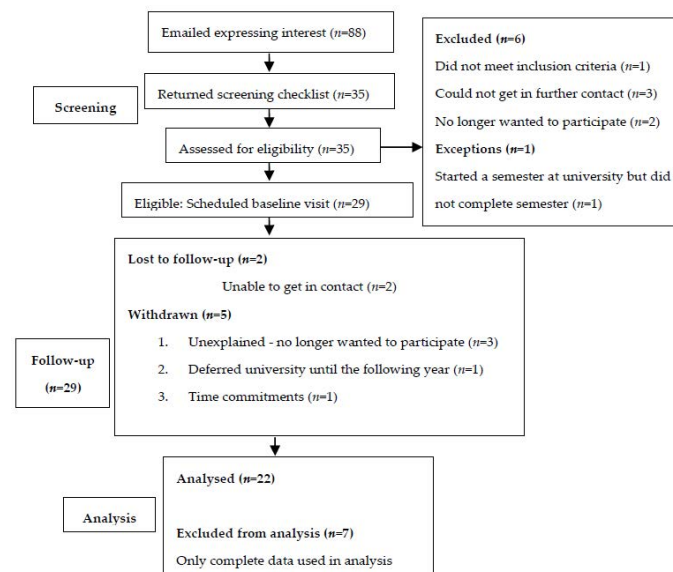 Emailed expressing interest (n=88)
Screening
Returned screening checklist (n=35)
Assessed for eligibility (n=35)
Excluded (n=6)
Did not meet inclusion criteria (n=1)
Could not get in further contact (n=3)
No longer wanted to participate (n=2)
Exceptions (n=1)
Started a semester at university but did
not complete semester (n=1)
Eligible: Scheduled baseline visit (n=29)
Follow-up
(n=29)
Lost to follow-up (n=2)
Unable to get in contact (n=2)
Withdrawn (n=5)
1. Unexplained - no longer wanted to participate (n=3)
2. Deferred university until the following year (n=1)
3. Time commitments (n=1)
Analysis
Analysed (n=22)
Excluded from analysis (n=7)
Only complete data used in analysis